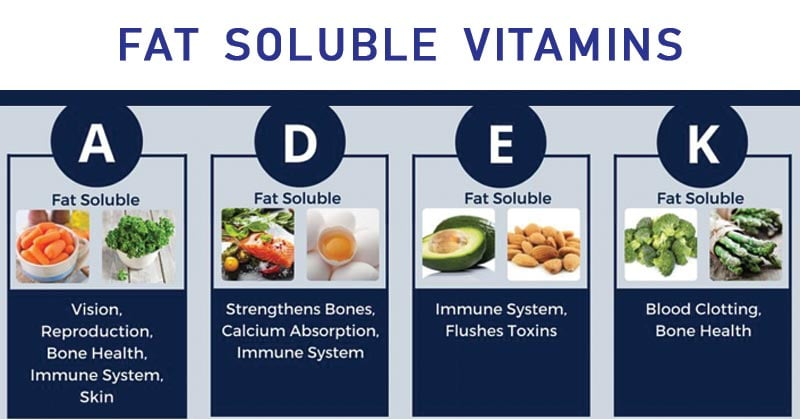 FAT SOLUBLE VITAMINS
A
Fat Soluble
Vision,
Reproduction,
Bone Health,
Immune System,
Skin
D
Fat Soluble
Strengthens Bones,
Calcium Absorption,
Immune System
E
Fat Soluble
Immune System,
Flushes Toxins
K
Fat Soluble
Blood Clotting,
Bone Health